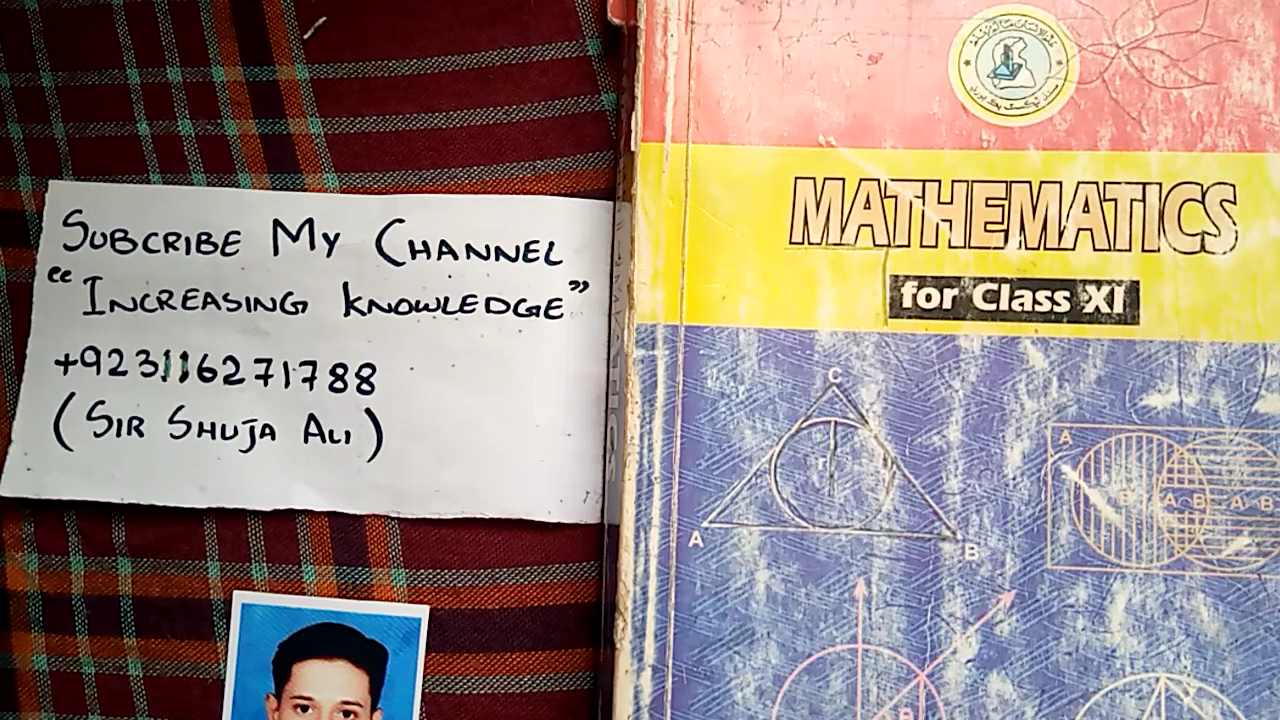 SUBCRIBE MY CHANNEL
“INCREASING KNOWLEDGE”
+923116271788
(SIR SHUJA ALI)
MATHEMATICS
for Class XI
C
A
B
A
A B
A B